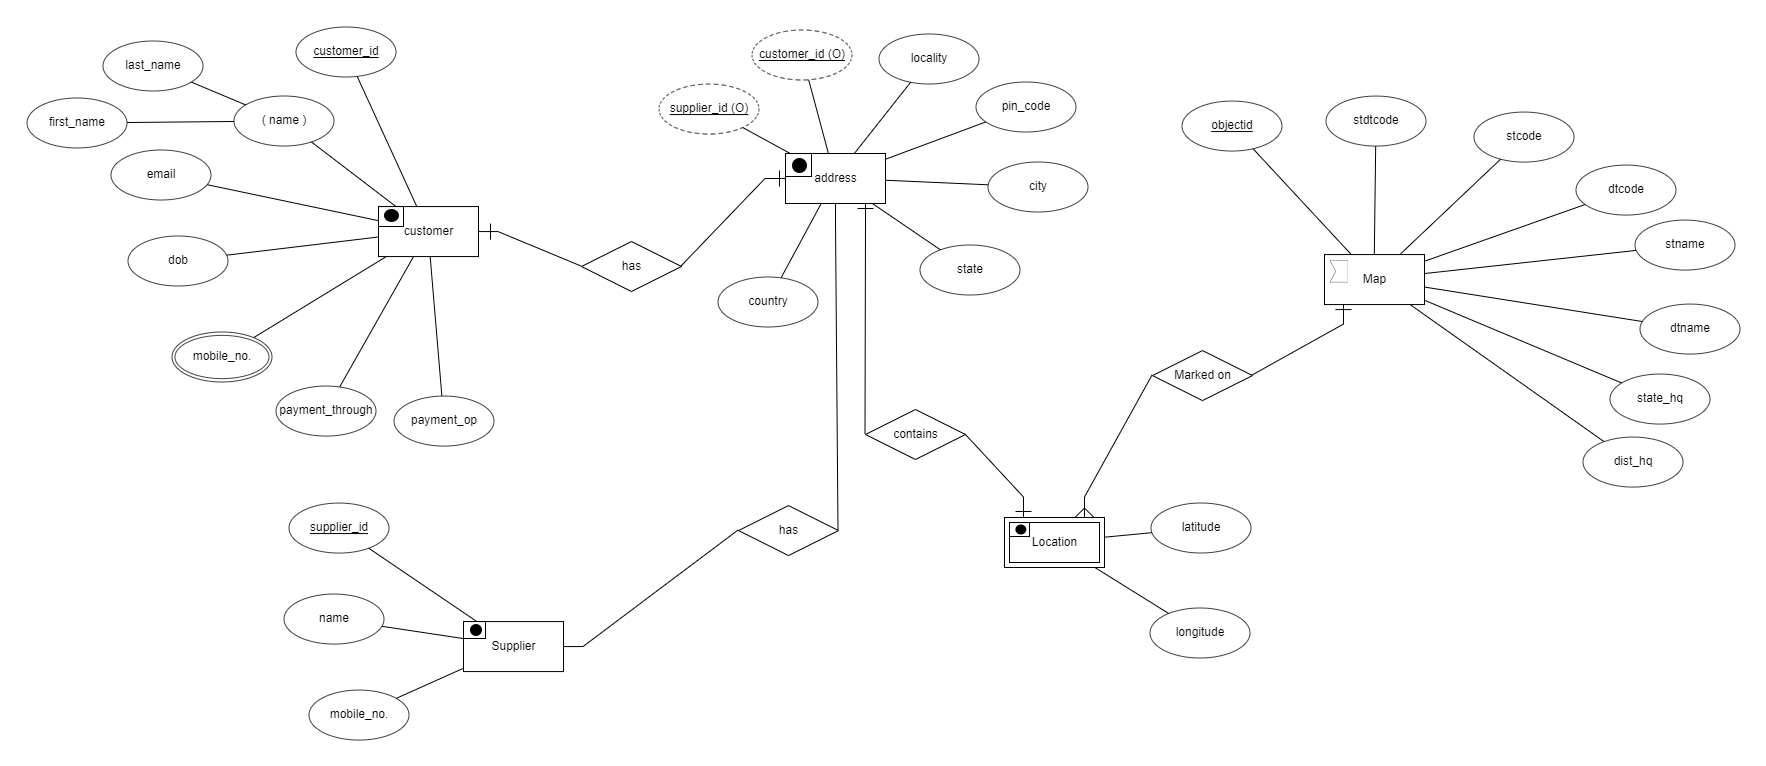 customer_id
last_name
( name )
first_name
email
customer
dob
mobile_no.
payment_through
payment_op
has
customer_id (O)
locality
supplier_id (O)
pin_code
address
city
state
country
objectid
stdtcode
stcode
dtcode
stname
Map
dtname
state_hq
dist_hq
Marked on
contains
has
supplier_id
name
Supplier
mobile_no.
Location
latitude
longitude